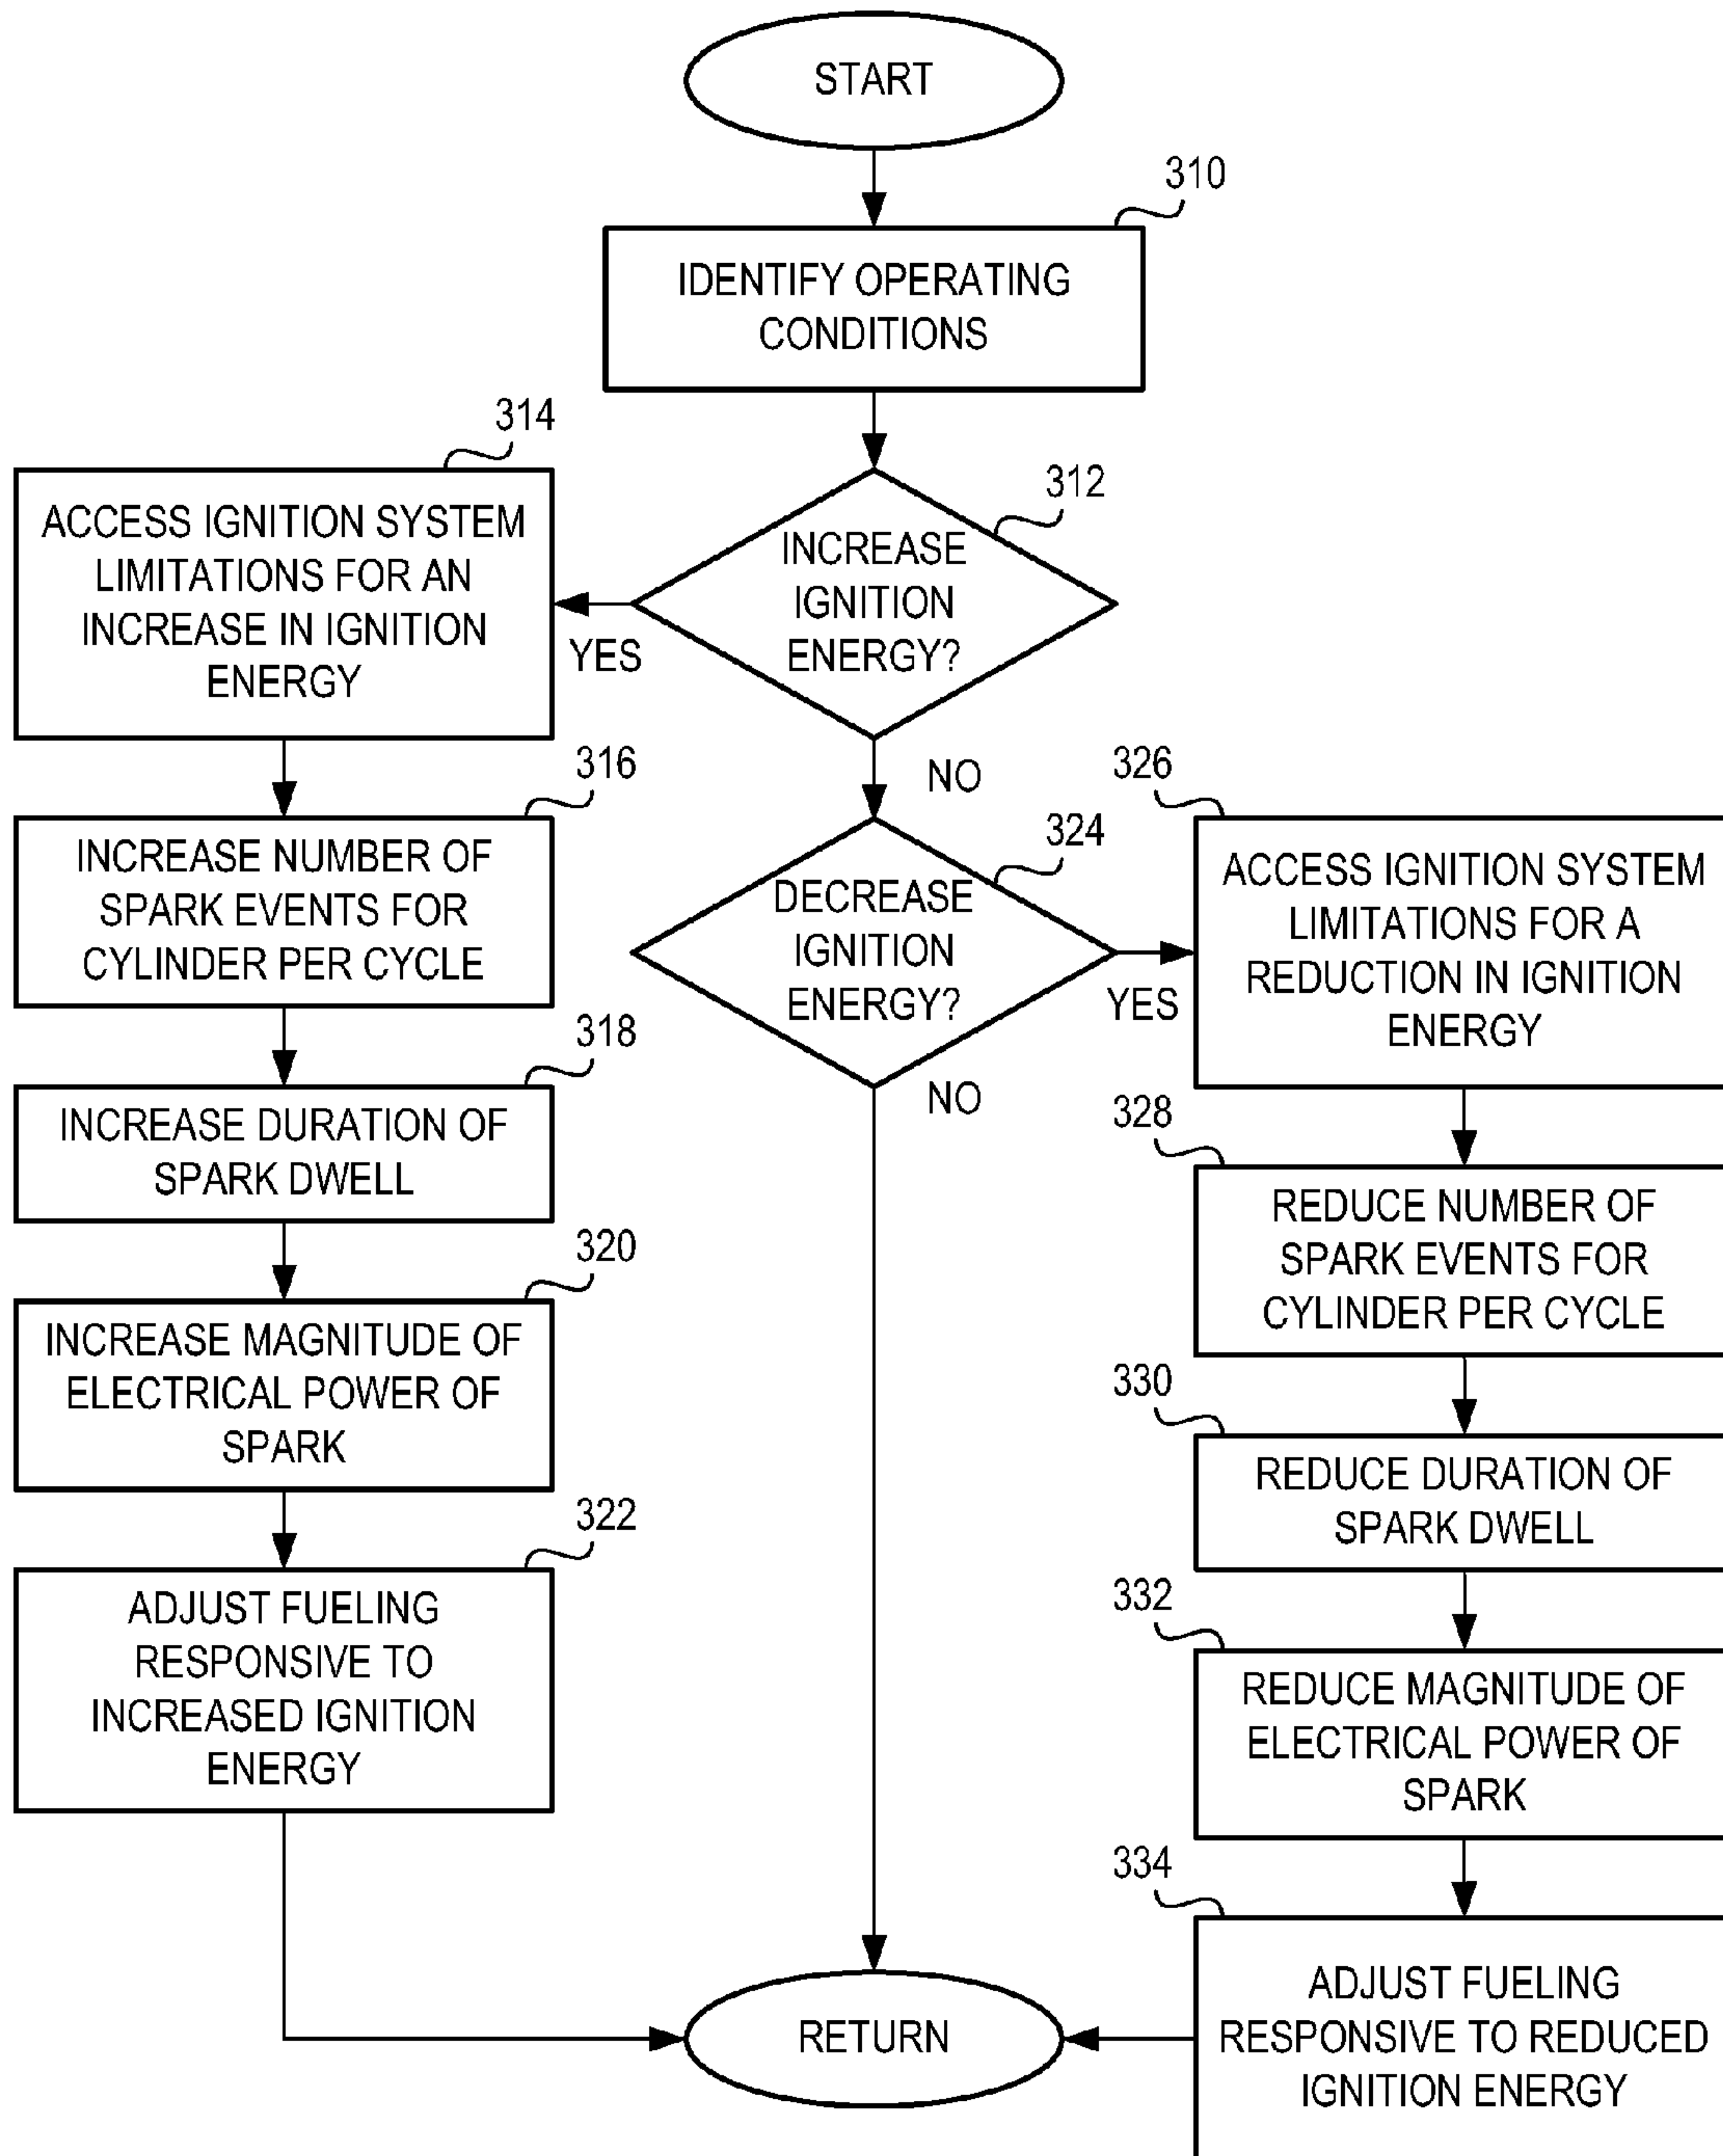 START
310
IDENTIFY OPERATING
CONDITIONS
312
INCREASE
IGNITION
ENERGY?
YES
NO
314
ACCESS IGNITION SYSTEM
LIMITATIONS FOR AN
INCREASE IN IGNITION
ENERGY
316
INCREASE NUMBER OF
SPARK EVENTS FOR
CYLINDER PER CYCLE
318
INCREASE DURATION OF
SPARK DWELL
320
INCREASE MAGNITUDE OF
ELECTRICAL POWER OF
SPARK
322
ADJUST FUELING
RESPONSIVE TO
INCREASED IGNITION
ENERGY
324
DECREASE
IGNITION
ENERGY?
YES
NO
326
ACCESS IGNITION SYSTEM
LIMITATIONS FOR A
REDUCTION IN IGNITION
ENERGY
328
REDUCE NUMBER OF
SPARK EVENTS FOR
CYLINDER PER CYCLE
330
REDUCE DURATION OF
SPARK DWELL
332
REDUCE MAGNITUDE OF
ELECTRICAL POWER OF
SPARK
334
ADJUST FUELING
RESPONSIVE TO REDUCED
IGNITION ENERGY
RETURN